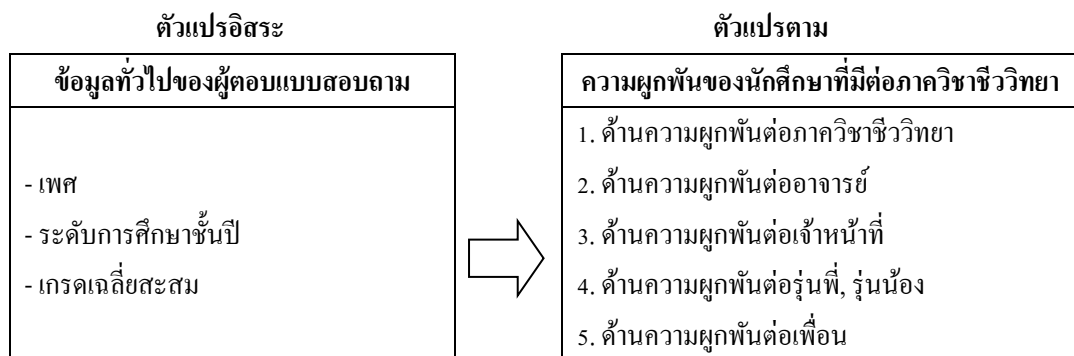 ตัวแปรอิสระ
ข้อมูลทั่วไปของผู้ตอบแบบสอบถาม
- เพศ
- ระดับการศึกษาชั้นปี
- เกรดเฉลี่ยสะสม
ตัวแปรตาม
ความผูกพันของนักศึกษาที่มีต่อภาควิชาชีววิทยา
1. ด้านความผูกพันต่อภาควิชาชีววิทยา
2. ด้านความผูกพันต่ออาจารย์
3. ด้านความผูกพันต่อเจ้าหน้าที่
4. ด้านความผูกพันต่อรุ่นพี่, รุ่นน้อง
5. ด้านความผูกพันต่อเพื่อน